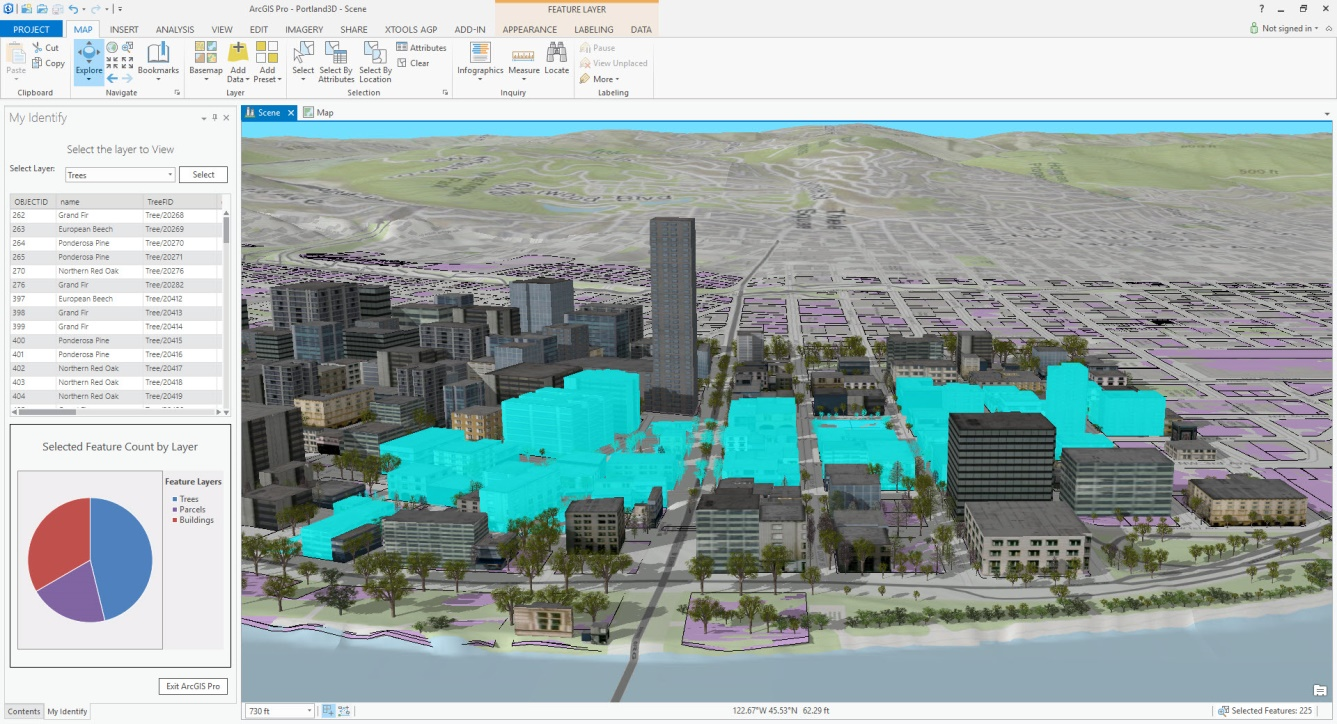 ArcGIS Pro - Portland3D - Scene
FEATURE LAYER
?
PROJECT MAP INSERT ANALYSIS VIEW EDIT IMAGERY SHARE XTOOLS AGP ADD-IN APPEARANCE LABELING DATA
Not signed in
Paste
Cut
Copy
Clipboard
Explore
Bookmarks
Navigate
Basemap
Add Data
Add Preset
Layer
Select
Select By Attributes
Select By Location
Attributes
Clear
Selection
Infographics
Measure
Locate
Inquiry
Pause
View Unplaced
More
Labeling
My Identify
Scene
Map
Select the layer to View
Select Layer: Trees Select
OBJECTID name TreeFID
262 Grand Fir Tree/20268
263 European Beech Tree/20269
264 Ponderosa Pine Tree/20270
265 Ponderosa Pine Tree/20271
270 Northern Red Oak Tree/20276
276 Grand Fir Tree/20282
397 European Beech Tree/20412
398 Grand Fir Tree/20413
399 Grand Fir Tree/20414
400 Ponderosa Pine Tree/20415
401 Ponderosa Pine Tree/20416
402 Northern Red Oak Tree/20417
403 Northern Red Oak Tree/20418
404 Northern Red Oak Tree/20419
Selected Feature Count by Layer
Feature Layers
Trees
Parcels
Buildings
Exit ArcGIS Pro
Contents My Identify
Blvd
500 ft
730 ft
122.67°W 45.53°N 62.29 ft
Selected Features: 225